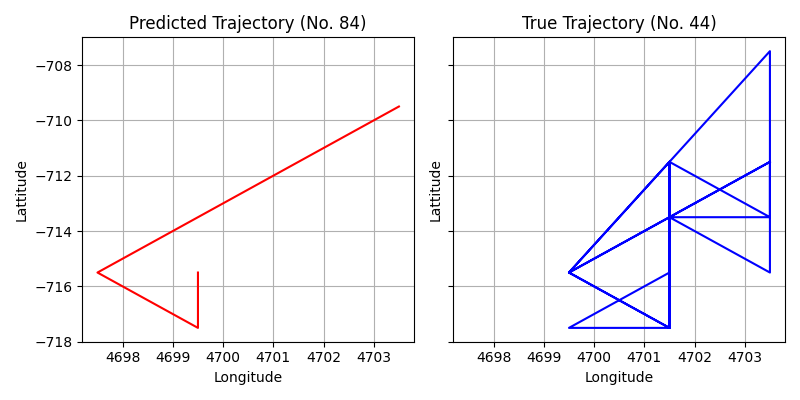 Predicted Trajectory (No. 84)
True Trajectory (No. 44)
−708
−710
−712
−714
−716
−718
Lattitude
Lattitude
4698 4699 4700 4701 4702 4703
4698 4699 4700 4701 4702 4703
Longitude
Longitude